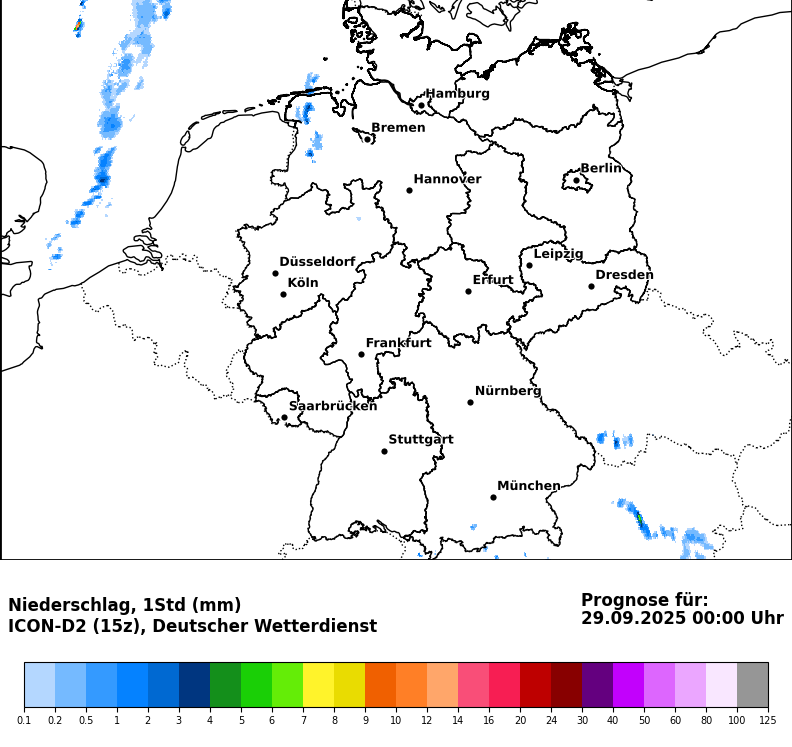 Hamburg
Bremen
Berlin
Hannover
Düsseldorf
Leipzig
Köln
Erfurt
Dresden
Frankfurt
Nürnberg
Saarbrücken
Stuttgart
München
Niederschlag, 1Std (mm)
ICON-D2 (15z), Deutscher Wetterdienst
Prognose für:
29.09.2025 00:00 Uhr
0.1 0.2 0.5 1 2 3 4 5 6 7 8 9 10 12 14 16 20 24 30 40 50 60 80 100 125